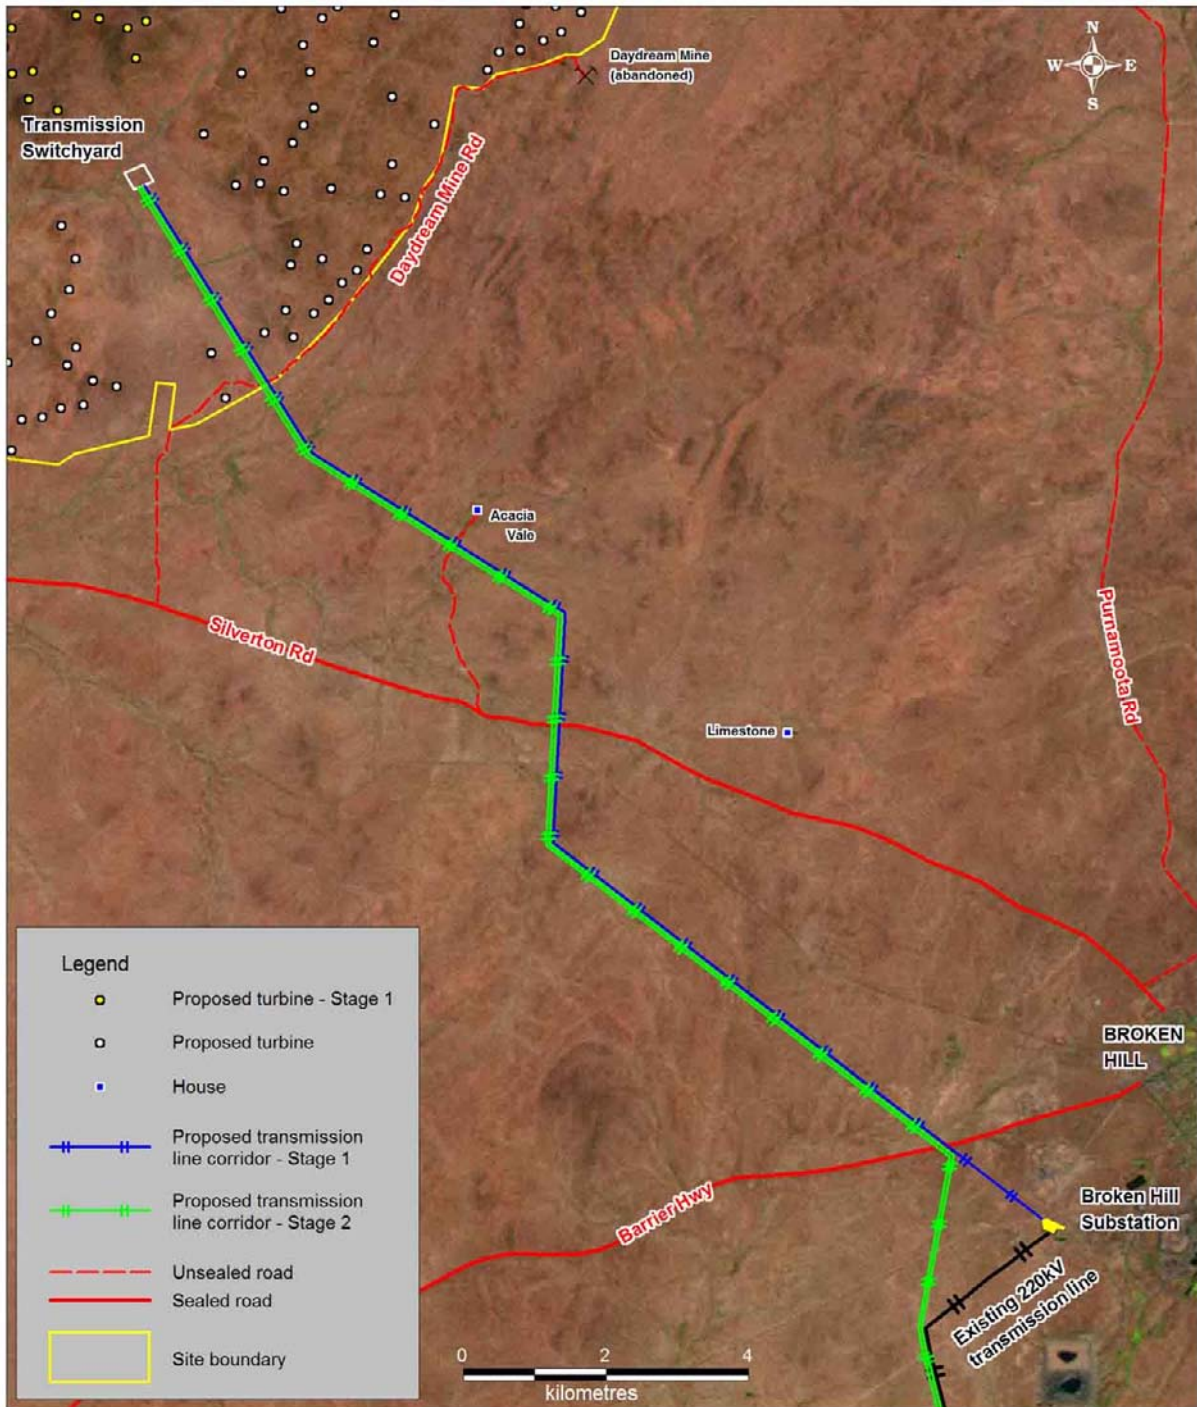 Daydream Mine
(abandoned)
N
W
E
S
Transmission
Switchyard
Daydream Mine Rd
Acacia
Vale
Silverton Rd
Purnamoota Rd
Limestone
BROKEN
HILL
Barrier Hwy
Broken Hill
Substation
Existing 220kV
transmission line
Legend
Proposed turbine - Stage 1
Proposed turbine
House
Proposed transmission
line corridor - Stage 1
Proposed transmission
line corridor - Stage 2
Unsealed road
Sealed road
Site boundary
0 2 4
kilometres